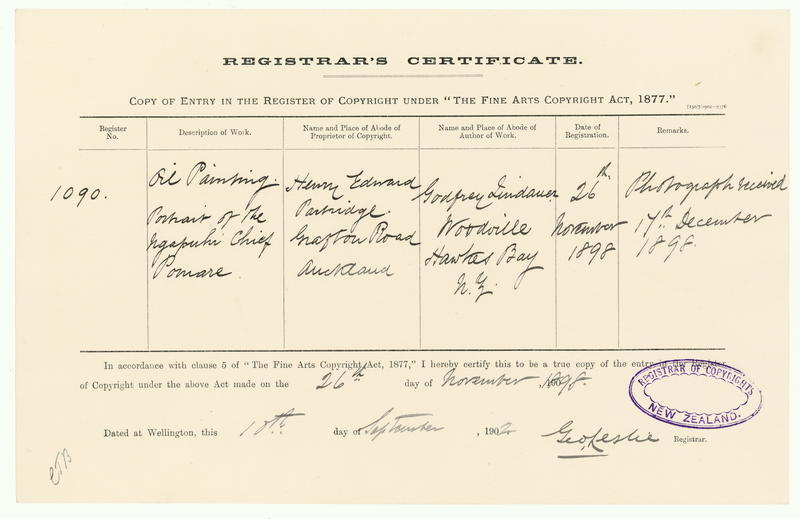 REGISTRAR'S CERTIFICATE.
COPY OF ENTRY IN THE REGISTER OF COPYRIGHT UNDER "THE FINE ARTS COPYRIGHT ACT, 1877."
Register No.
Description of Work.
Name and Place of Abode of Proprietor of Copyright.
Name and Place of Abode of Author of Work.
Date of Registration.
Remarks.
1090.
Oil Painting.
Portrait of the
Ngapuhi Chief
Pomare.
Henry Edward
Partridge.
Grafton Road
Auckland
Godfrey Lindauer
Woodville
Hawkes Bay
N.Z.
26th
November
1898
Photograph received
17th December
1898.
In accordance with clause 5 of "The Fine Arts Copyright Act, 1877," I hereby certify this to be a true copy of the entry in the Register
of Copyright under the above Act made on the 26th day of November, 1898.
Dated at Wellington, this 10th day of September, 1902
Geo Leslie Registrar.
REGISTRAR OF COPYRIGHTS
NEW ZEALAND.